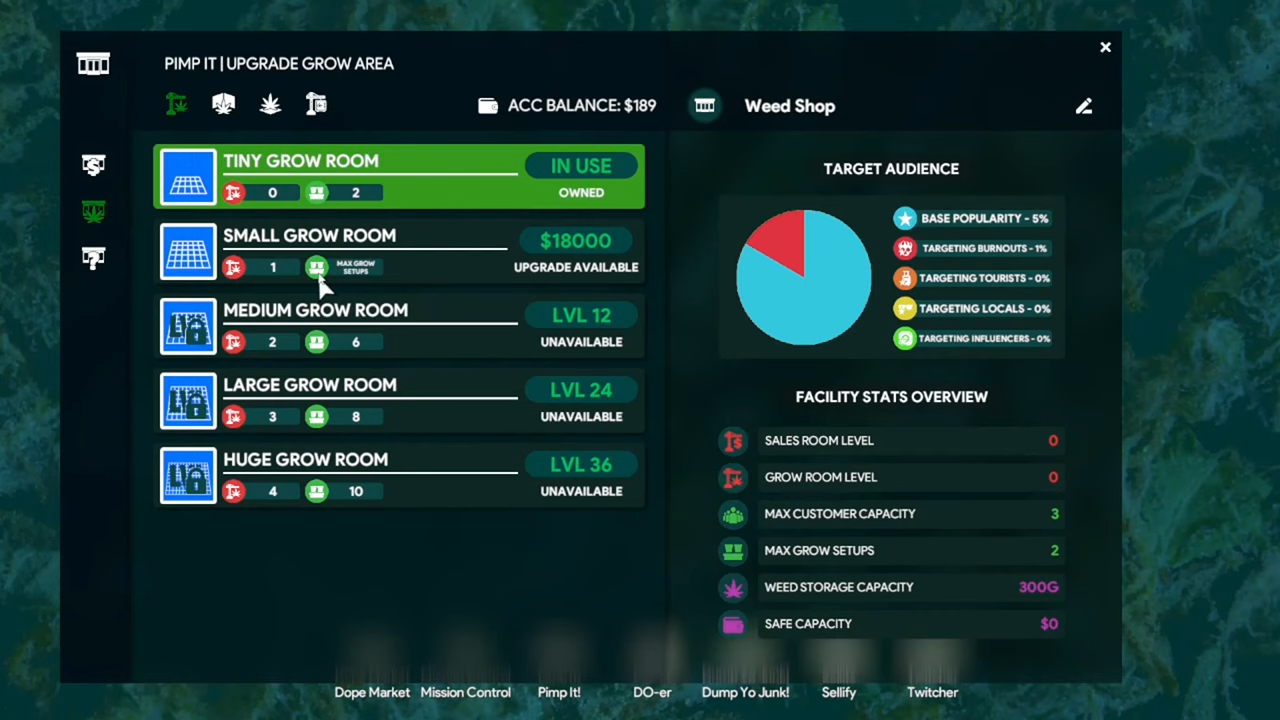 PIMP IT | UPGRADE GROW AREA
ACC BALANCE: $189
Weed Shop
TINY GROW ROOM
IN USE
0
2
OWNED
SMALL GROW ROOM
$18000
1
MAX GROW
SETUPS
UPGRADE AVAILABLE
MEDIUM GROW ROOM
LVL 12
2
6
UNAVAILABLE
LARGE GROW ROOM
LVL 24
3
8
UNAVAILABLE
HUGE GROW ROOM
LVL 36
4
10
UNAVAILABLE
TARGET AUDIENCE
BASE POPULARITY - 5%
TARGETING BURNOUTS - 1%
TARGETING TOURISTS - 0%
TARGETING LOCALS - 0%
TARGETING INFLUENCERS - 0%
FACILITY STATS OVERVIEW
SALES ROOM LEVEL 0
GROW ROOM LEVEL 0
MAX CUSTOMER CAPACITY 3
MAX GROW SETUPS 2
WEED STORAGE CAPACITY 300G
SAFE CAPACITY $0
Dope Market Mission Control Pimp It! DO-er Dump Yo Junk! Sellify Twitcher